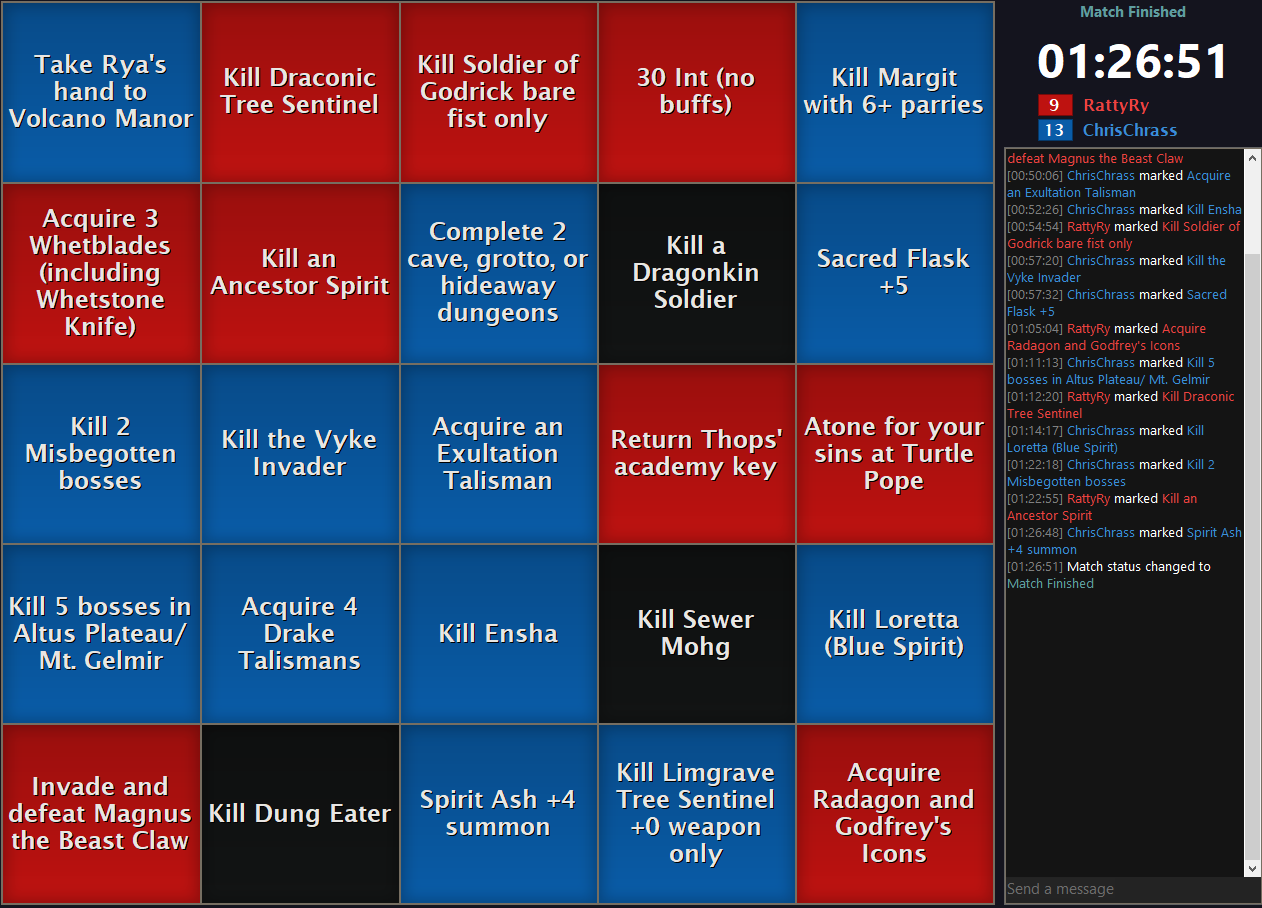 Take Rya's
hand to
Volcano Manor
Kill Draconic
Tree Sentinel
Kill Soldier of
Godrick bare
fist only
30 Int (no
buffs)
Kill Margit
with 6+ parries
Acquire 3
Whetblades
(including
Whetstone
Knife)
Kill an
Ancestor Spirit
Complete 2
cave, grotto, or
hideaway
dungeons
Kill a
Dragonkin
Soldier
Sacred Flask
+5
Kill 2
Misbegotten
bosses
Kill the Vyke
Invader
Acquire an
Exultation
Talisman
Return Thops'
academy key
Atone for your
sins at Turtle
Pope
Kill 5 bosses in
Altus Plateau/
Mt. Gelmir
Acquire 4
Drake
Talismans
Kill Ensha
Kill Sewer
Mohg
Kill Loretta
(Blue Spirit)
Invade and
defeat Magnus
the Beast Claw
Kill Dung Eater
Spirit Ash +4
summon
Kill Limgrave
Tree Sentinel
+0 weapon
only
Acquire
Radagon and
Godfrey's
Icons
Match Finished
01:26:51
9 RattyRy
13 ChrisChrass
defeat Magnus the Beast Claw
[00:50:06] ChrisChrass marked Acquire
an Exultation Talisman
[00:52:26] ChrisChrass marked Kill Ensha
[00:54:54] RattyRy marked Kill Soldier of
Godrick bare fist only
[00:57:20] ChrisChrass marked Kill the
Vyke Invader
[00:57:32] ChrisChrass marked Sacred
Flask +5
[01:05:04] RattyRy marked Acquire
Radagon and Godfrey's Icons
[01:11:13] ChrisChrass marked Kill 5
bosses in Altus Plateau/ Mt. Gelmir
[01:12:20] RattyRy marked Kill Draconic
Tree Sentinel
[01:14:17] ChrisChrass marked Kill
Loretta (Blue Spirit)
[01:22:18] ChrisChrass marked Kill 2
Misbegotten bosses
[01:22:55] RattyRy marked Kill an
Ancestor Spirit
[01:26:48] ChrisChrass marked Spirit Ash
+4 summon
[01:26:51] Match status changed to
Match Finished
Send a message